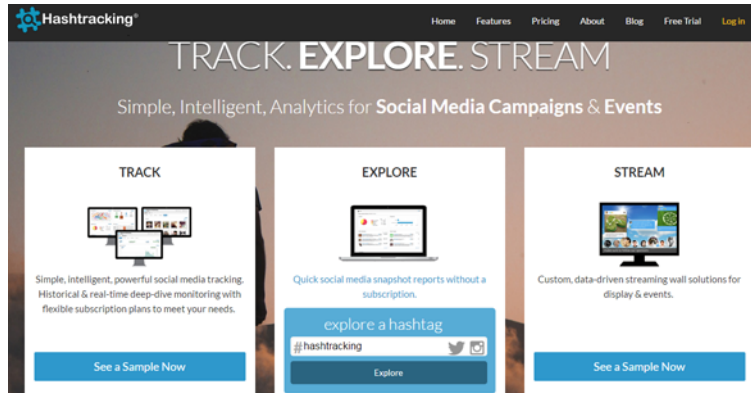 Hashtracking®
Home Features Pricing About Blog Free Trial Log in
TRACK. EXPLORE. STREAM
Simple, Intelligent, Analytics for Social Media Campaigns & Events
TRACK
Simple, intelligent, powerful social media tracking.
Historical & real-time deep-dive monitoring with
flexible subscription plans to meet your needs.
See a Sample Now
EXPLORE
Quick social media snapshot reports without a
subscription.
explore a hashtag
#hashtracking
Explore
STREAM
Custom, data-driven streaming wall solutions for
display & events.
See a Sample Now